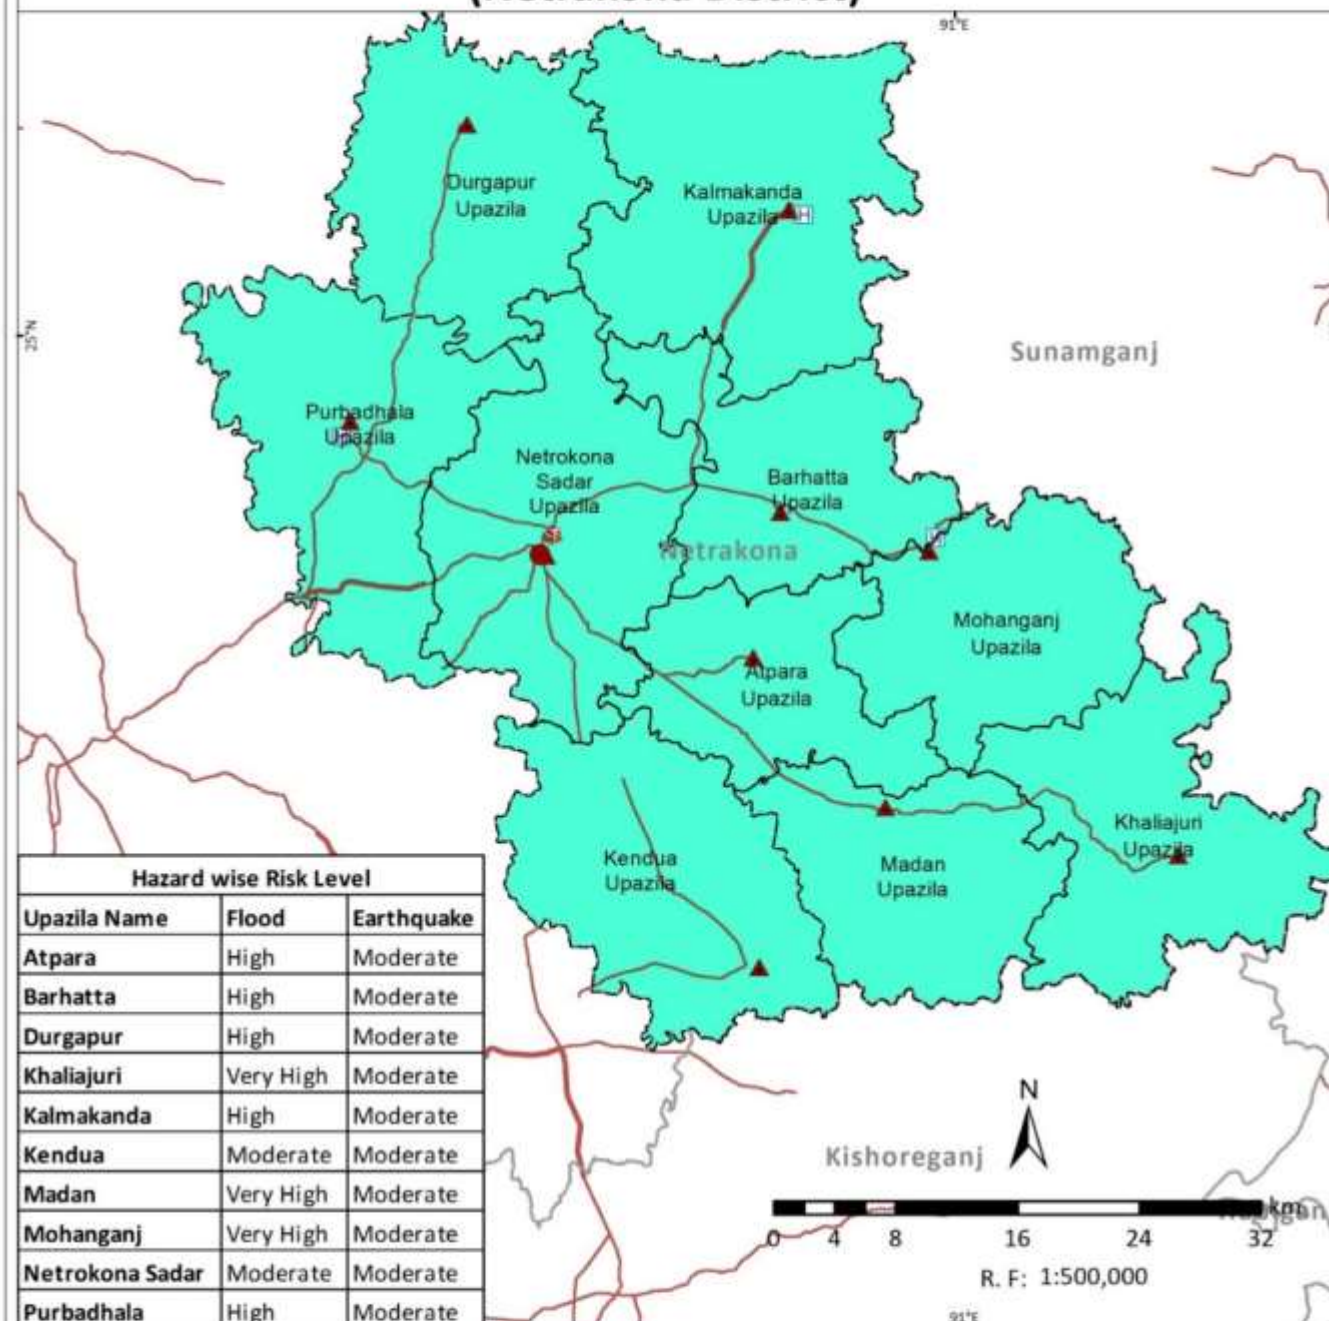 91°E
Durgapur
Upazila
Kalmakanda
Upazila
H
25°N
Sunamganj
Purbadhala
Upazila
Netrokona
Sadar
Upazila
Barhatta
Upazila
Netrakona
Mohanganj
Upazila
Atpara
Upazila
Khaliajuri
Upazila
Kendua
Upazila
Madan
Upazila
Hazard wise Risk Level
Upazila Name Flood Earthquake
Atpara High Moderate
Barhatta High Moderate
Durgapur High Moderate
Khaliajuri Very High Moderate
Kalmakanda High Moderate
Kendua Moderate Moderate
Madan Very High Moderate
Mohanganj Very High Moderate
Netrokona Sadar Moderate Moderate
Purbadhala High Moderate
N
Kishoreganj
km
0 4 8 16 24 32
R. F: 1:500,000
91°E